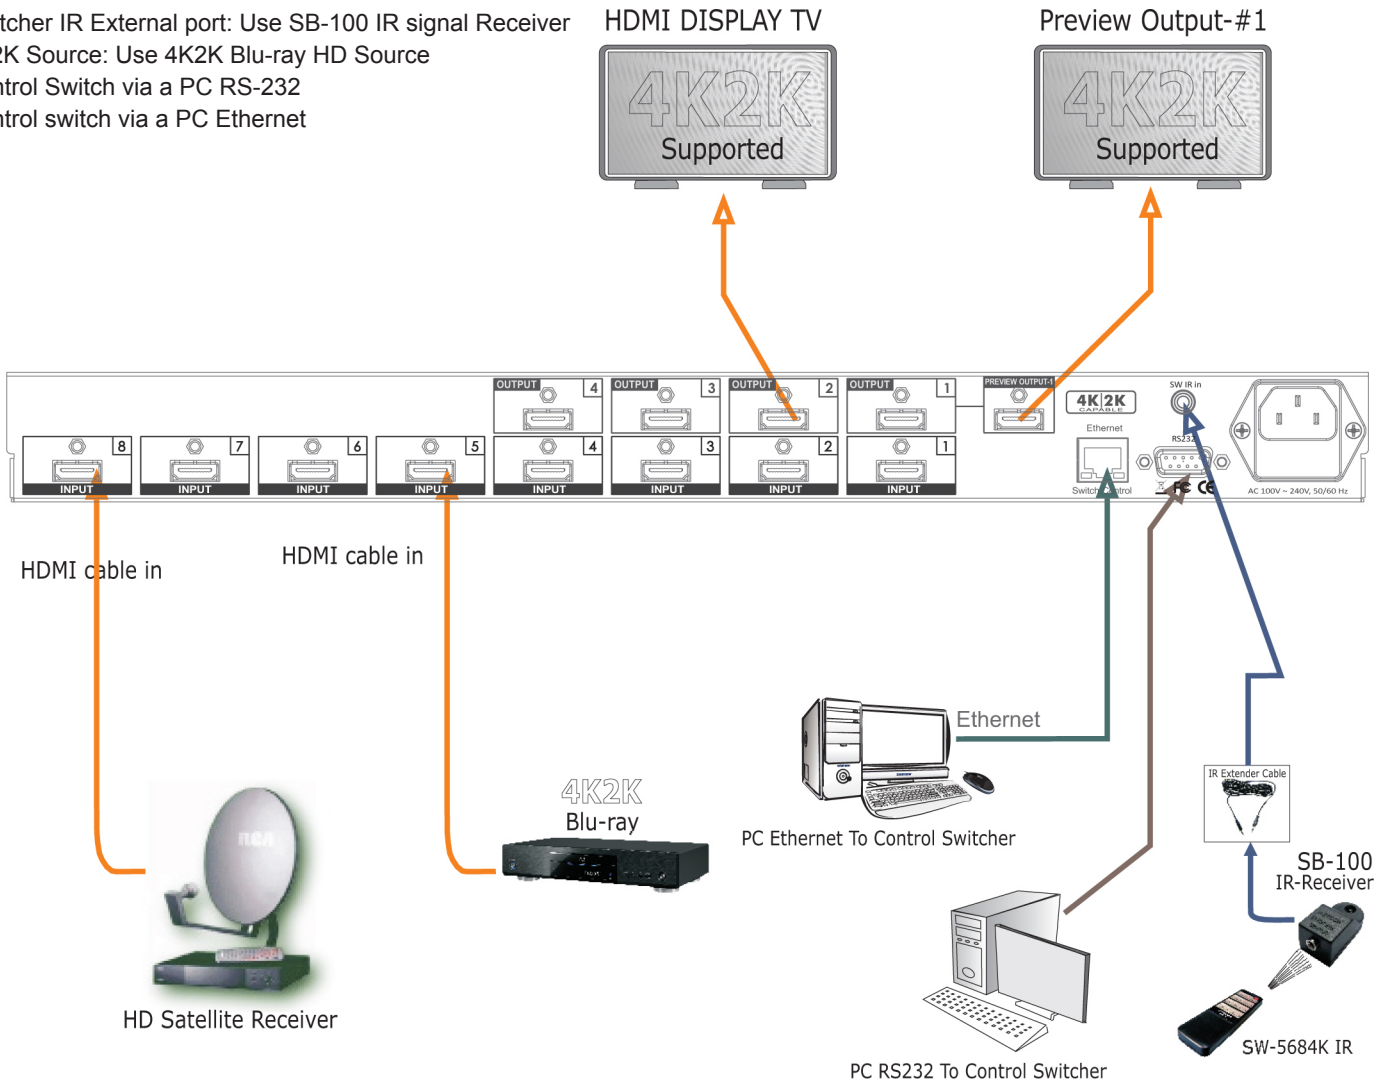 tcher IR External port: Use SB-100 IR signal Receiver
2K Source: Use 4K2K Blu-ray HD Source
ntrol Switch via a PC RS-232
ntrol switch via a PC Ethernet
HDMI DISPLAY TV
Preview Output-#1
4K2K
Supported
4K2K
Supported
OUTPUT 4
OUTPUT 3
OUTPUT 2
OUTPUT 1
PREVIEW OUTPUT-1
4K|2K
CAPABLE
SW IR in
Ethernet
RS232
8
INPUT
7
INPUT
6
INPUT
5
INPUT
4
INPUT
3
INPUT
2
INPUT
1
INPUT
Switch Control
FC CE
AC 100V ~ 240V, 50/60 Hz
HDMI cable in
HDMI cable in
Ethernet
PC Ethernet To Control Switcher
4K2K
Blu-ray
RCA
HD Satellite Receiver
IR Extender Cable
SB-100
IR-Receiver
SW-5684K IR
PC RS232 To Control Switcher